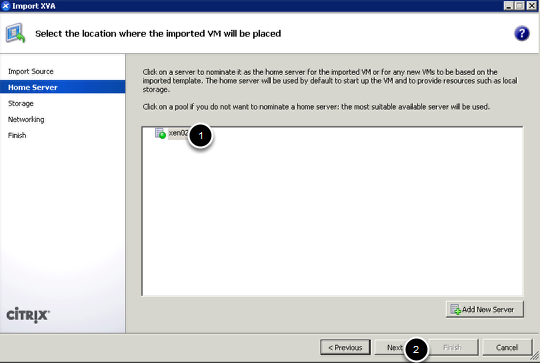 Import XVA
Select the location where the imported VM will be placed
?
Import Source
Home Server
Storage
Networking
Finish
Click on a server to nominate it as the home server for the imported VM or for any new VMs to be based on the
imported template. The home server will be used by default to start up the VM and to provide resources such as local
storage.
Click on a pool if you do not want to nominate a home server: the most suitable available server will be used.
xen02
1
Add New Server
CITRIX
< Previous
Next
2
Finish
Cancel